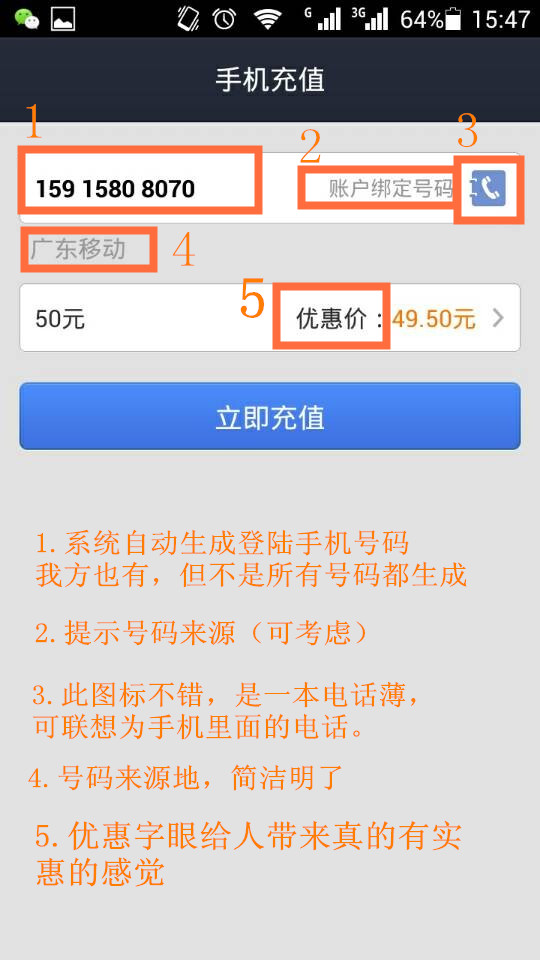 G 3G 64% 15:47
手机充值
1 2 3
159 1580 8070 账户绑定号码
广东移动 4
5
50元 优惠价：49.50元
立即充值
1.系统自动生成登陆手机号码
我方也有，但不是所有号码都生成
2.提示号码来源（可考虑）
3.此图标不错，是一本电话薄，
可联想为手机里面的电话。
4.号码来源地，简洁明了
5.优惠字眼给人带来真的有实
惠的感觉